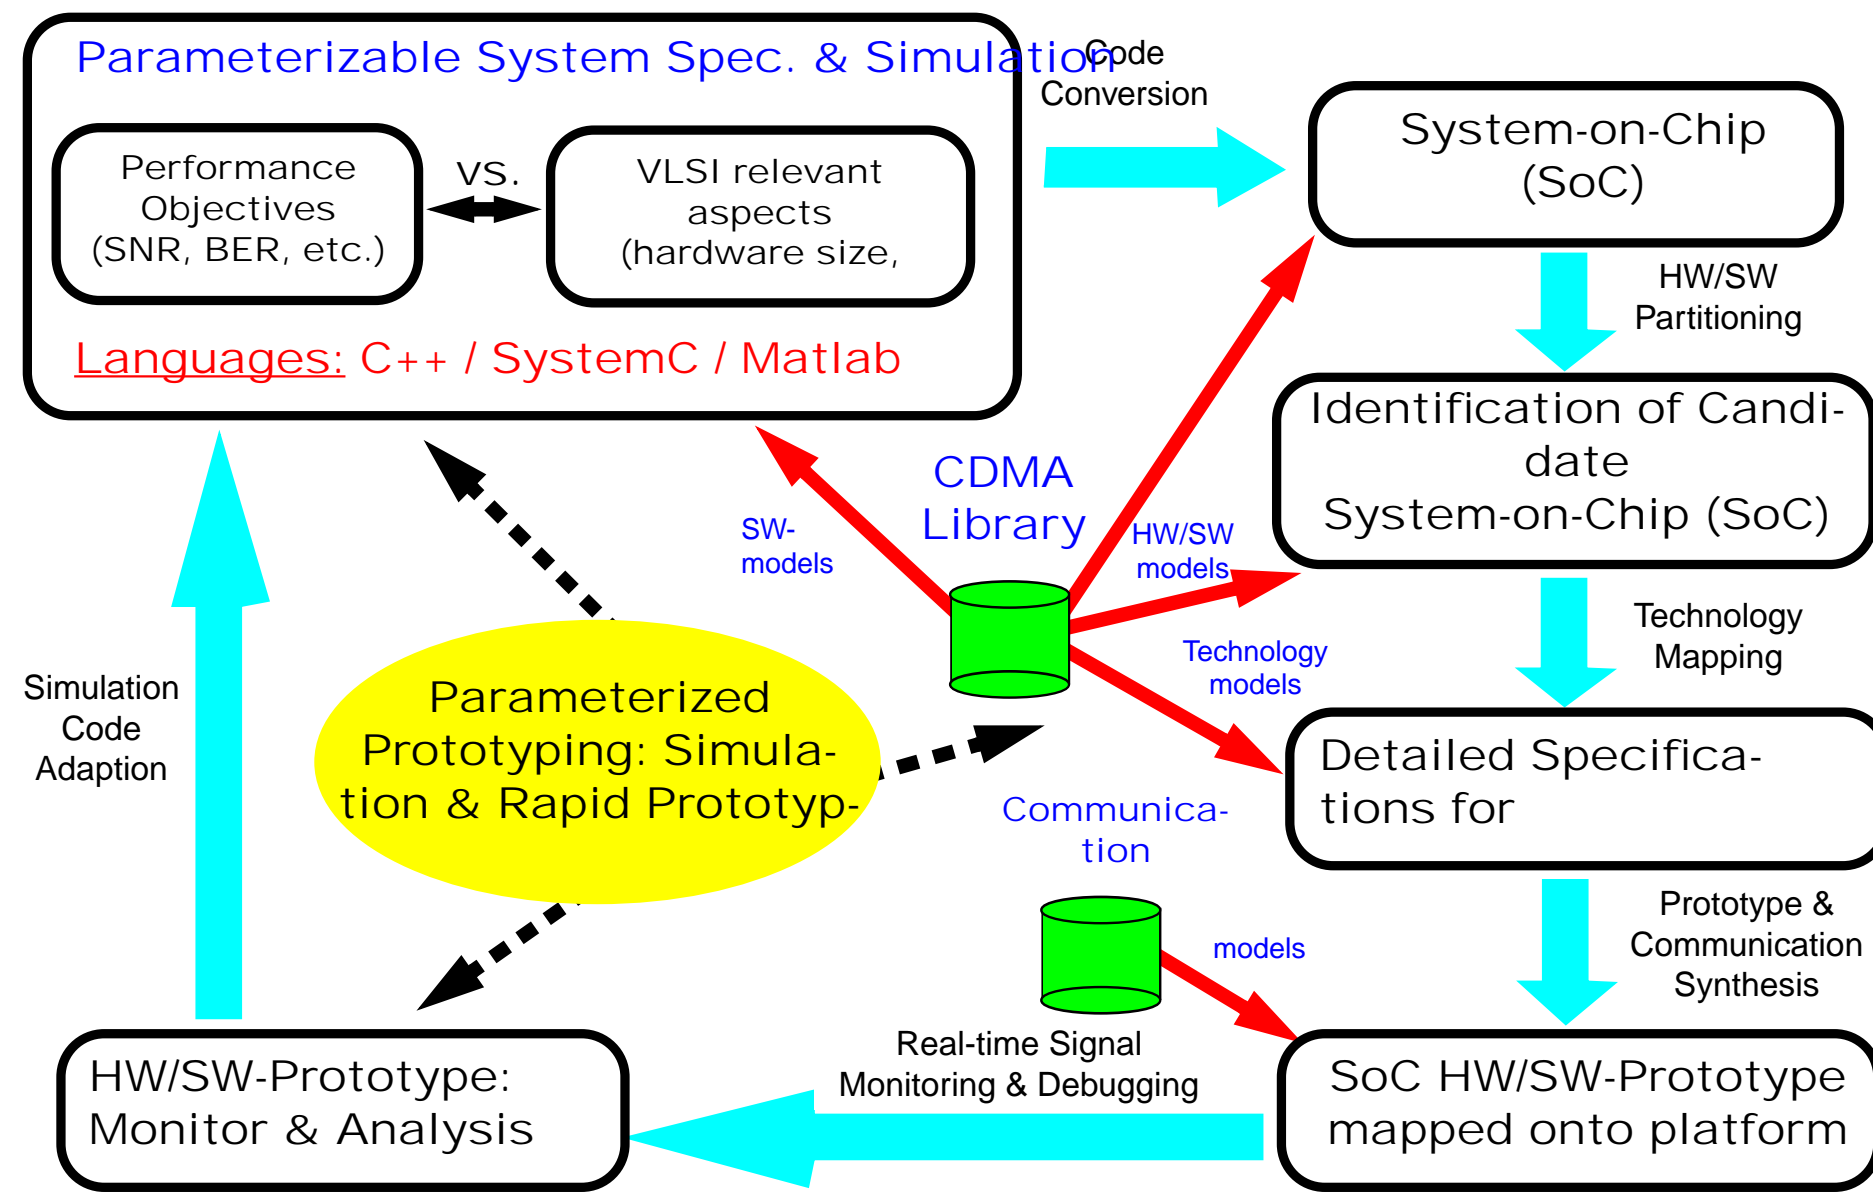 Parameterizable System Spec. & Simulation
Code
Conversion
Performance
Objectives
(SNR, BER, etc.)
vs.
VLSI relevant
aspects
(hardware size,
Languages: C++ / SystemC / Matlab
System-on-Chip
(SoC)
HW/SW
Partitioning
Identification of Candi-
date
System-on-Chip (SoC)
CDMA
Library
SW-
models
HW/SW
models
Technology
models
Technology
Mapping
Simulation
Code
Adaption
Parameterized
Prototyping: Simula-
tion & Rapid Prototyp-
Detailed Specifica-
tions for
Communica-
tion
models
Prototype &
Communication
Synthesis
Real-time Signal
Monitoring & Debugging
HW/SW-Prototype:
Monitor & Analysis
SoC HW/SW-Prototype
mapped onto platform